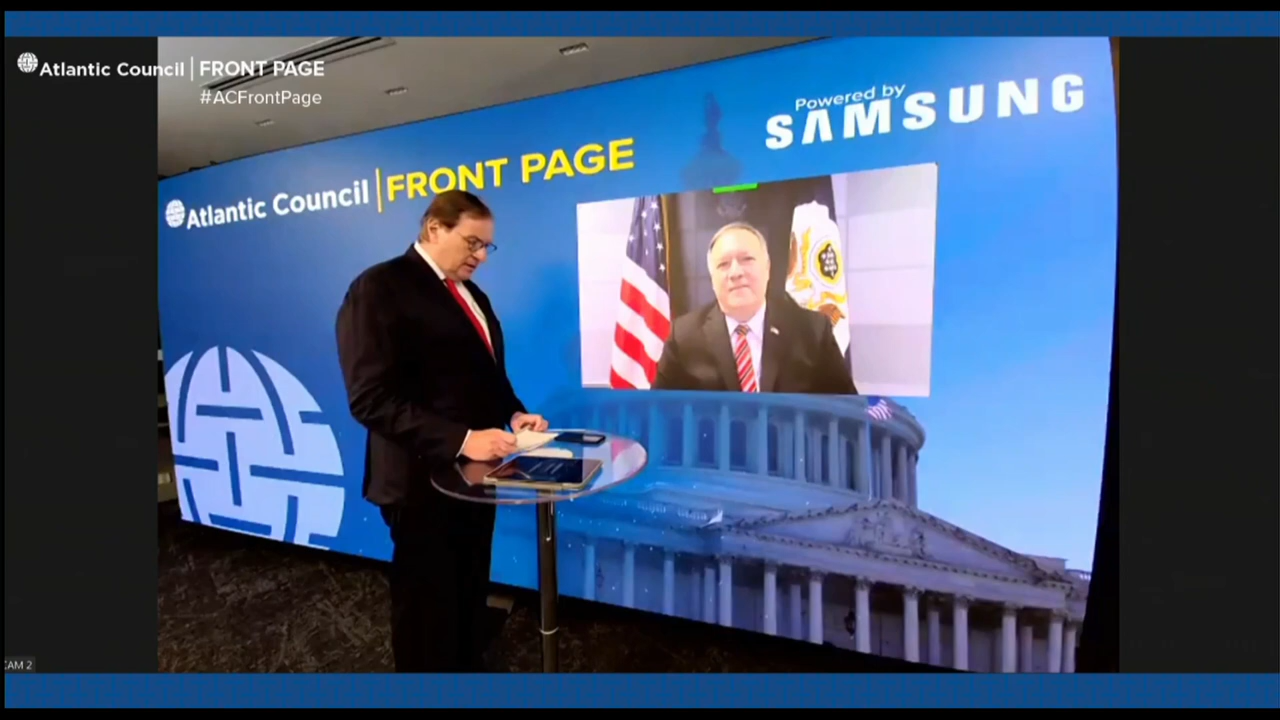 Atlantic Council | FRONT PAGE
#ACFrontPage
Powered by
SAMSUNG
Atlantic Council | FRONT PAGE
CAM 2